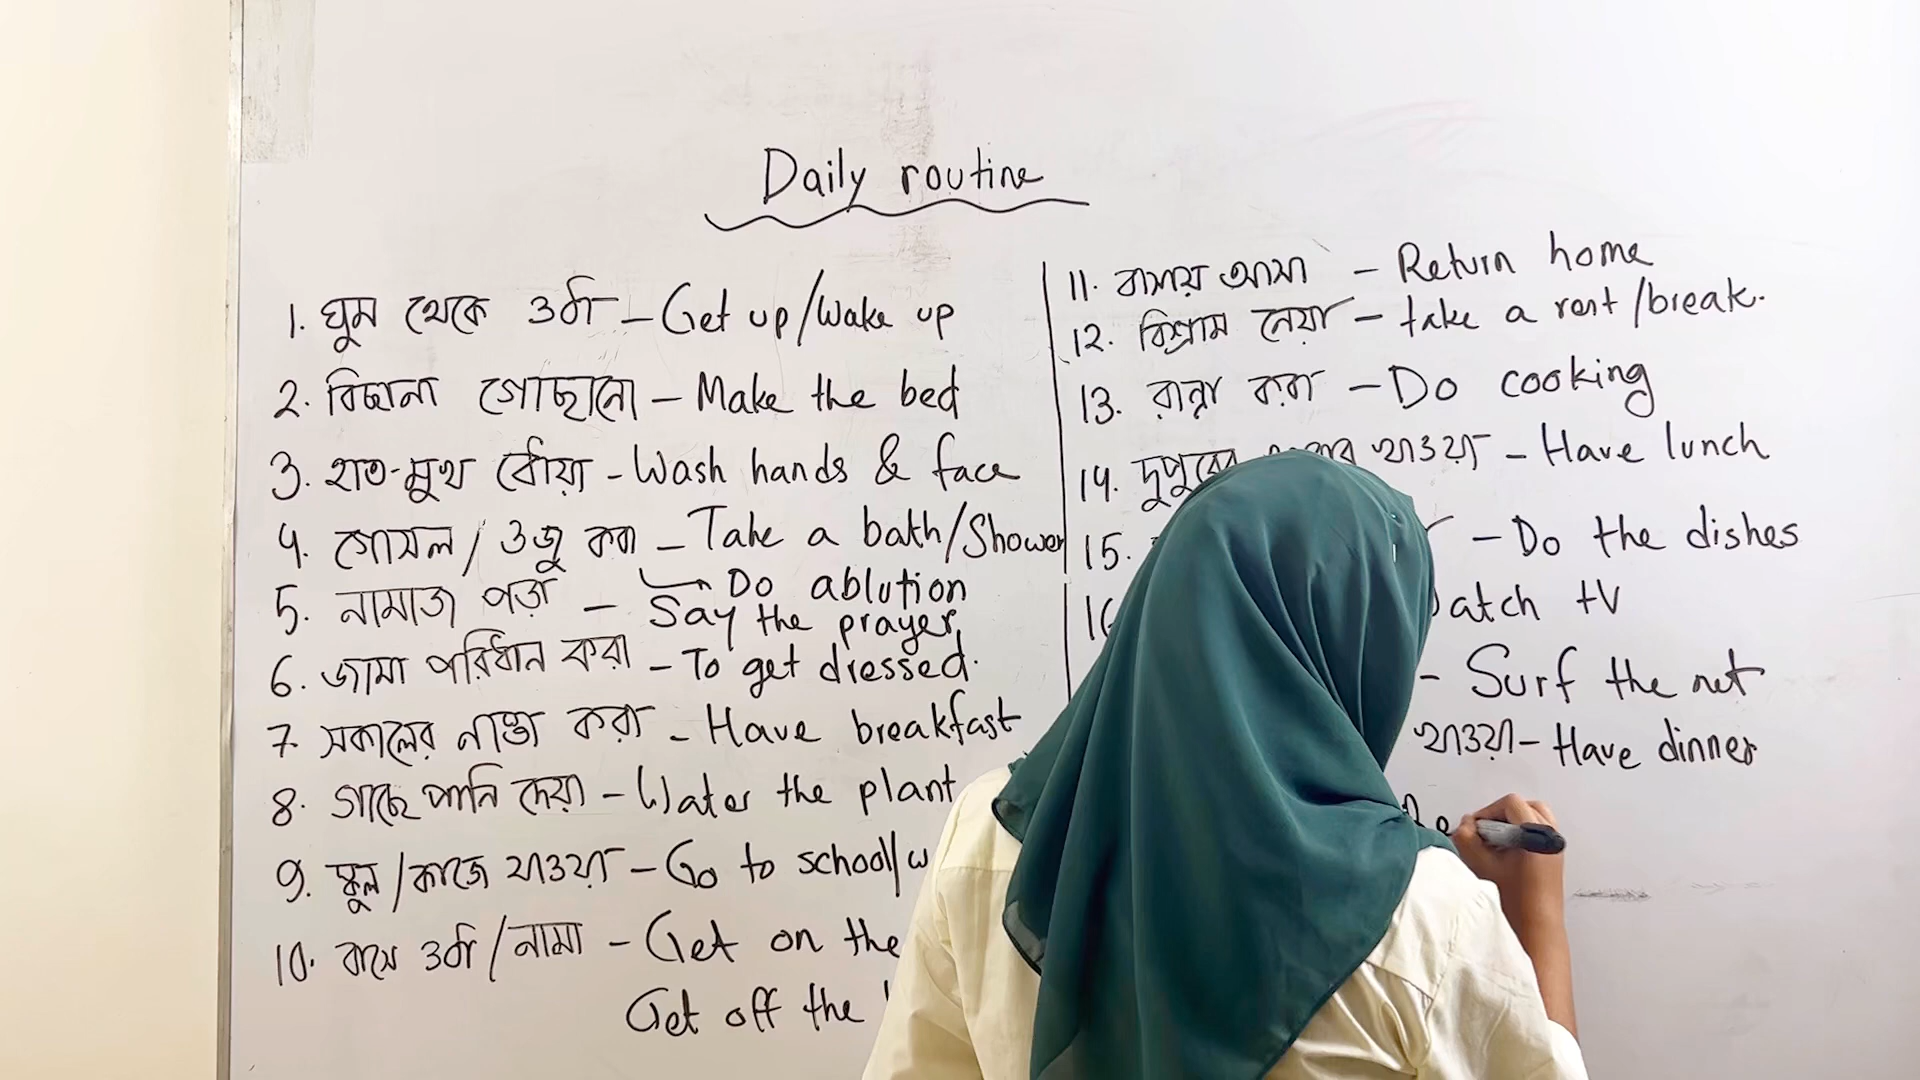 Daily routine
1. ঘুম থেকে ওঠা – Get up/Wake up
2. বিছানা গোছানো – Make the bed
3. হাত-মুখ ধোঁয়া – Wash hands & face
4. গোসল/ওজু করা – Take a bath/Shower
Do ablution
5. নামাজ পড়া – Say the prayer
6. জামা পরিধান করা – To get dressed.
7. সকালের নাস্তা করা – Have breakfast
8. গাছে পানি দেয়া – Water the plant
9. স্কুল/কাজে যাওয়া – Go to school/w
10. বাসে ওঠা/নামা – Get on the
Get off the
11. বাসায় আসা – Return home
12. বিশ্রাম নেয়া – take a rest/break.
13. রান্না করা – Do cooking
14. দুপুরের খাওয়া – Have lunch
15. – Do the dishes
atch tv
– Surf the net
খাওয়া – Have dinner